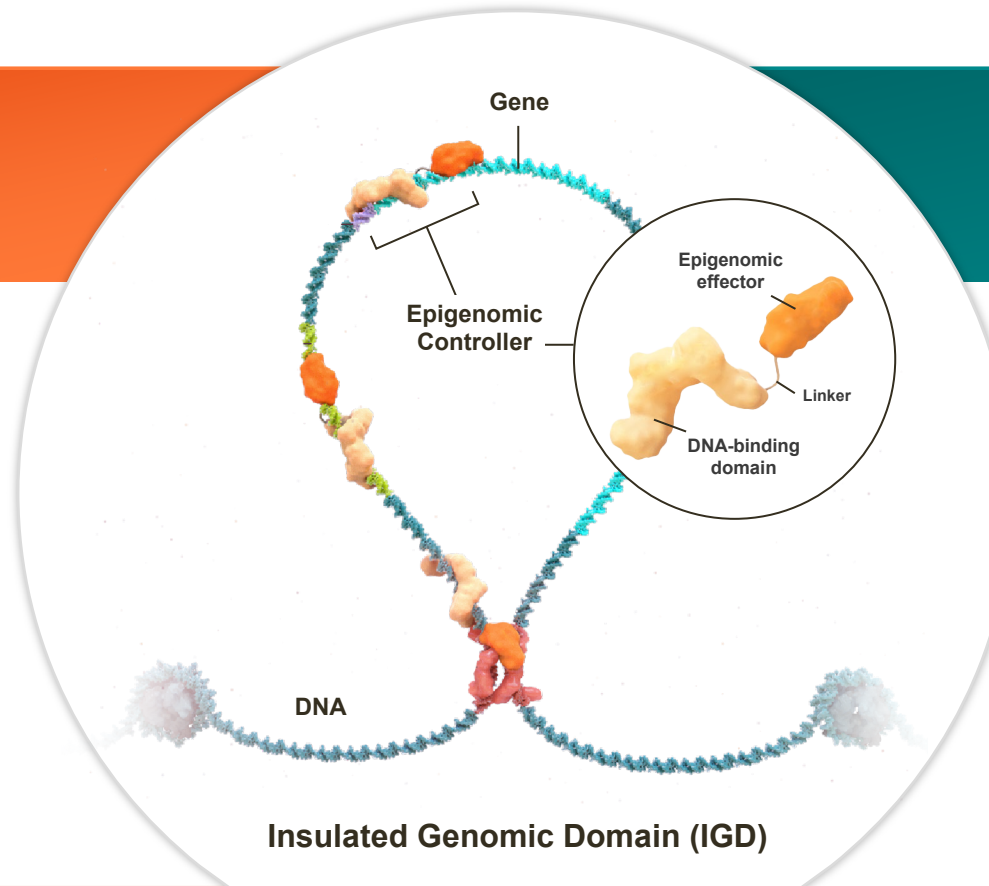 Gene
Epigenomic
effector
Epigenomic
Controller
Linker
DNA-binding
domain
DNA
Insulated Genomic Domain (IGD)